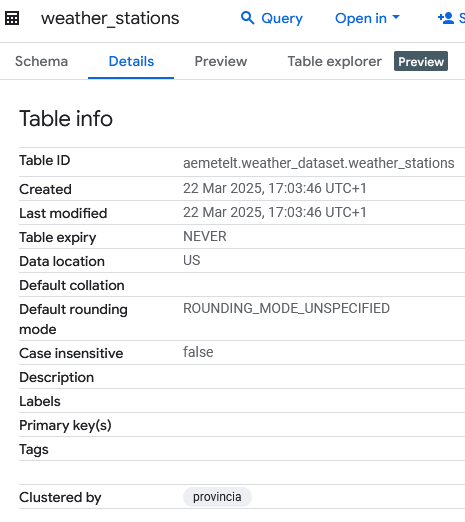 weather_stations Query Open in
Schema Details Preview Table explorer Preview
Table info
Table ID aemetelt.weather_dataset.weather_stations
Created 22 Mar 2025, 17:03:46 UTC+1
Last modified 22 Mar 2025, 17:03:46 UTC+1
Table expiry NEVER
Data location US
Default collation
Default rounding ROUNDING_MODE_UNSPECIFIED
mode
Case insensitive false
Description
Labels
Primary key(s)
Tags
Clustered by provincia